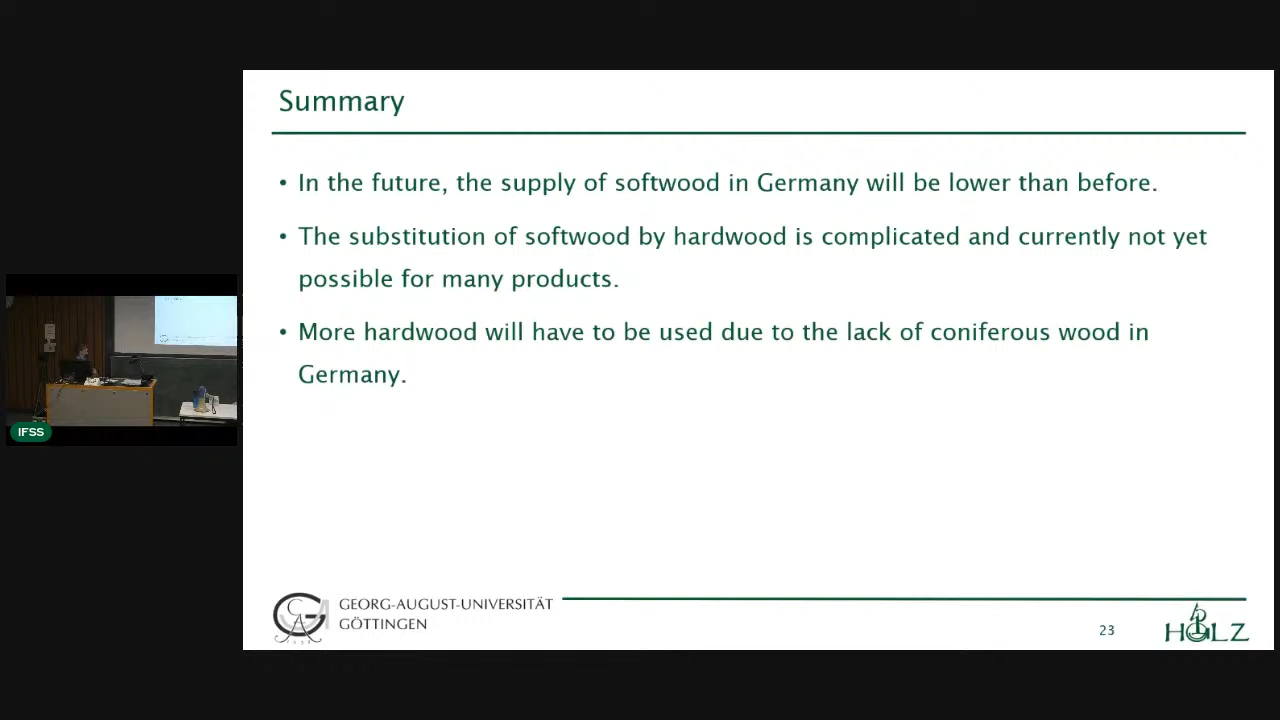 Summary
• In the future, the supply of softwood in Germany will be lower than before.
• The substitution of softwood by hardwood is complicated and currently not yet
possible for many products.
• More hardwood will have to be used due to the lack of coniferous wood in
Germany.
IFSS
GEORG-AUGUST-UNIVERSITÄT
GÖTTINGEN
23
HOLZ